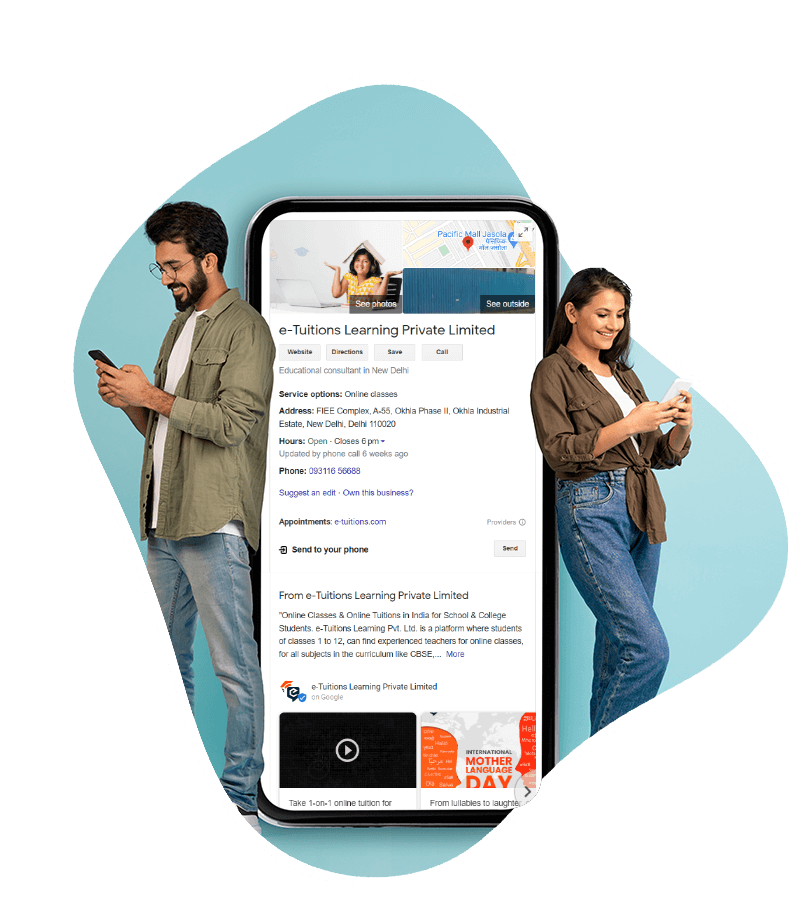 Pacific Mall Jasola
पैसिफिक
मॉल जसोला
See photos
See outside
e-Tuitions Learning Private Limited
Website
Directions
Save
Call
Educational consultant in New Delhi
Service options: Online classes
Address: FIEE Complex, A-55, Okhla Phase II, Okhla Industrial
Estate, New Delhi, Delhi 110020
Hours: Open · Closes 6 pm
Updated by phone call 6 weeks ago
Phone: 093116 56688
Suggest an edit · Own this business?
Appointments: e-tuitions.com
Providers
Send to your phone
Send
From e-Tuitions Learning Private Limited
"Online Classes & Online Tuitions in India for School & College
Students. e-Tuitions Learning Pvt. Ltd. is a platform where students
of classes 1 to 12, can find experienced teachers for online classes,
for all subjects in the curriculum like CBSE,... More
e
e-Tuitions Learning Private Limited
on Google
INTERNATIONAL
MOTHER
LANGUAGE
DAY
Take 1-on-1 online tuition for
From lullabies to laughter,